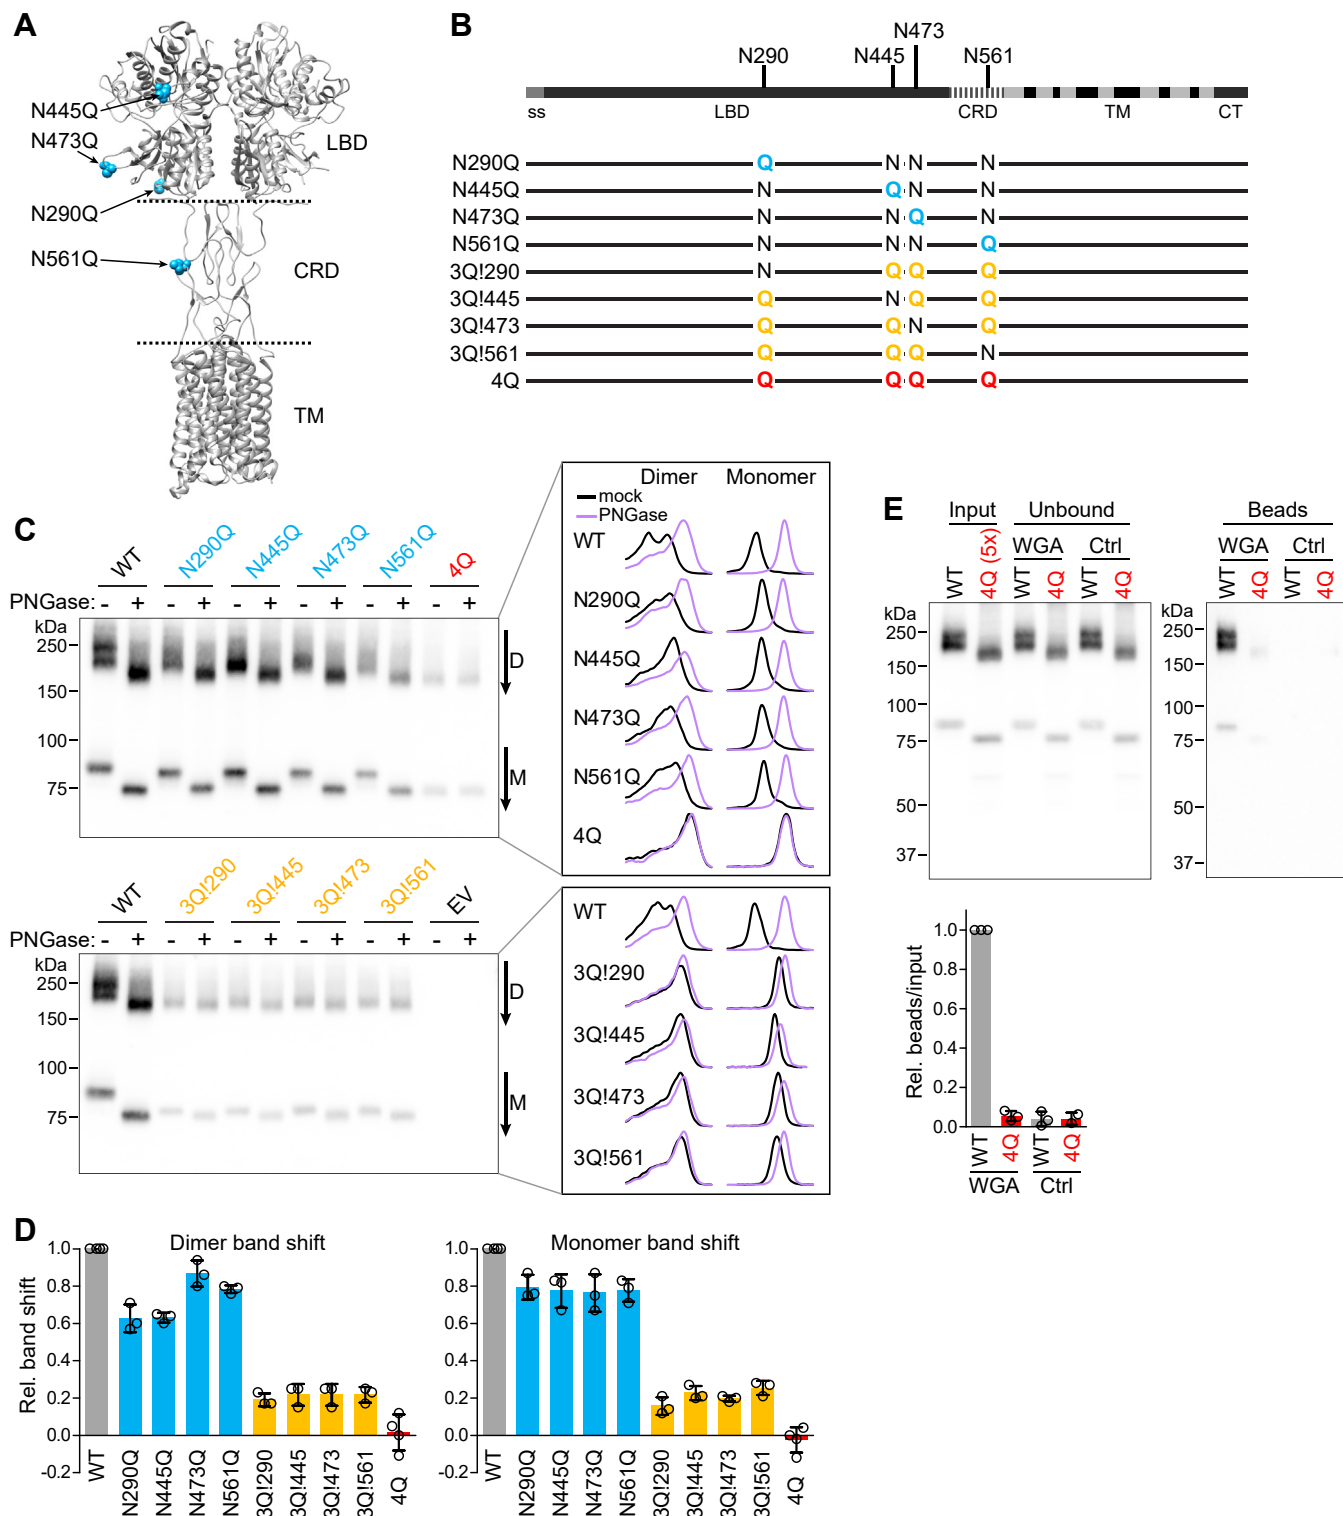 A
N445Q
N473Q
N290Q
N561Q
LBD
CRD
TM
B
N290
N445
N473
N561
ss
LBD
CRD
TM
CT
N290Q Q N N N
N445Q N Q N N
N473Q N N Q N
N561Q N N N Q
3Q!290 N Q Q Q
3Q!445 Q N Q Q
3Q!473 Q Q N Q
3Q!561 Q Q Q N
4Q Q Q Q Q
C
WT N290Q N445Q N473Q N561Q 4Q
PNGase: - + - + - + - + - + - +
kDa
250
150
100
75
D
M
WT 3Q!290 3Q!445 3Q!473 3Q!561 EV
PNGase: - + - + - + - + - + - +
kDa
250
150
100
75
D
M
Dimer Monomer
mock
PNGase
WT
N290Q
N445Q
N473Q
N561Q
4Q
WT
3Q!290
3Q!445
3Q!473
3Q!561
E
Input Unbound
WGA Ctrl
WT 4Q (5x) WT 4Q WT 4Q
kDa
250
150
100
75
50
37
Beads
WGA Ctrl
WT 4Q WT 4Q
kDa
250
150
100
75
50
37
Rel. beads/input
1.0
0.8
0.6
0.4
0.2
0.0
WT 4Q WT 4Q
WGA Ctrl
D
Dimer band shift
Rel. band shift
1.0
0.8
0.6
0.4
0.2
0.0
-0.2
WT N290Q N445Q N473Q N561Q 3Q!290 3Q!445 3Q!473 3Q!561 4Q
Monomer band shift
1.0
0.8
0.6
0.4
0.2
0.0
-0.2
WT N290Q N445Q N473Q N561Q 3Q!290 3Q!445 3Q!473 3Q!561 4Q